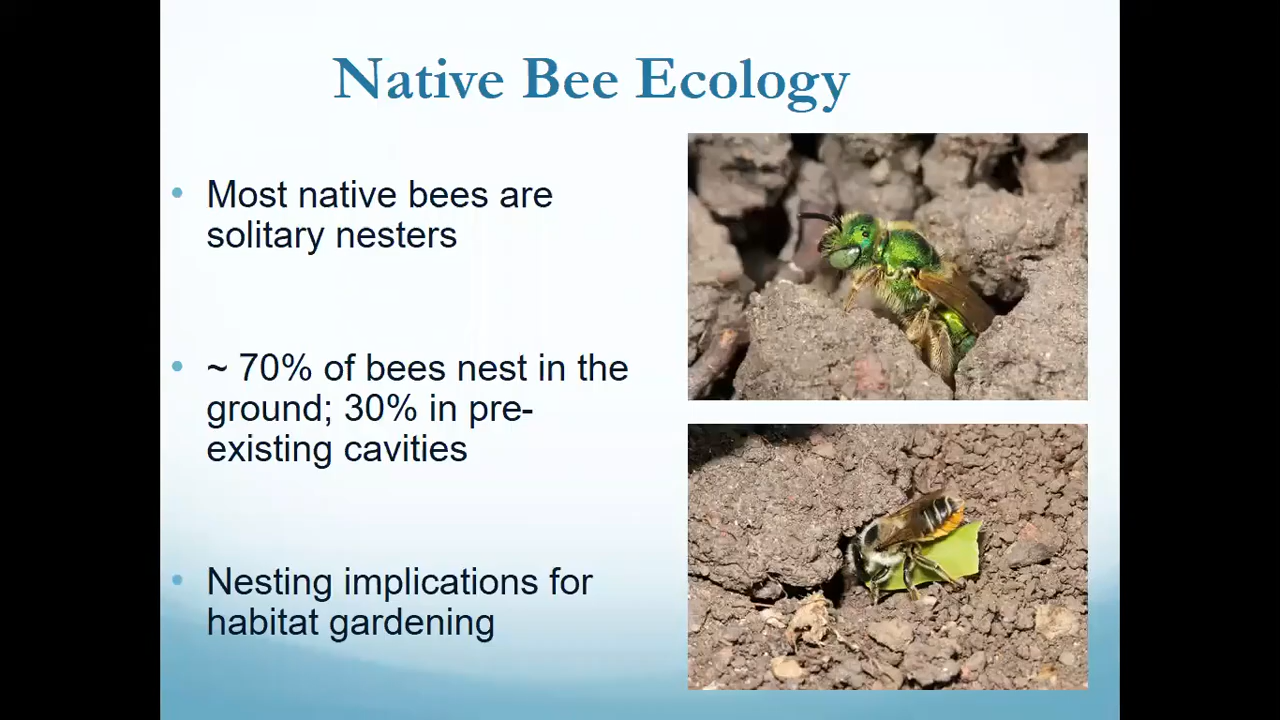 Native Bee Ecology
• Most native bees are
solitary nesters
• ~ 70% of bees nest in the
ground; 30% in pre-
existing cavities
• Nesting implications for
habitat gardening